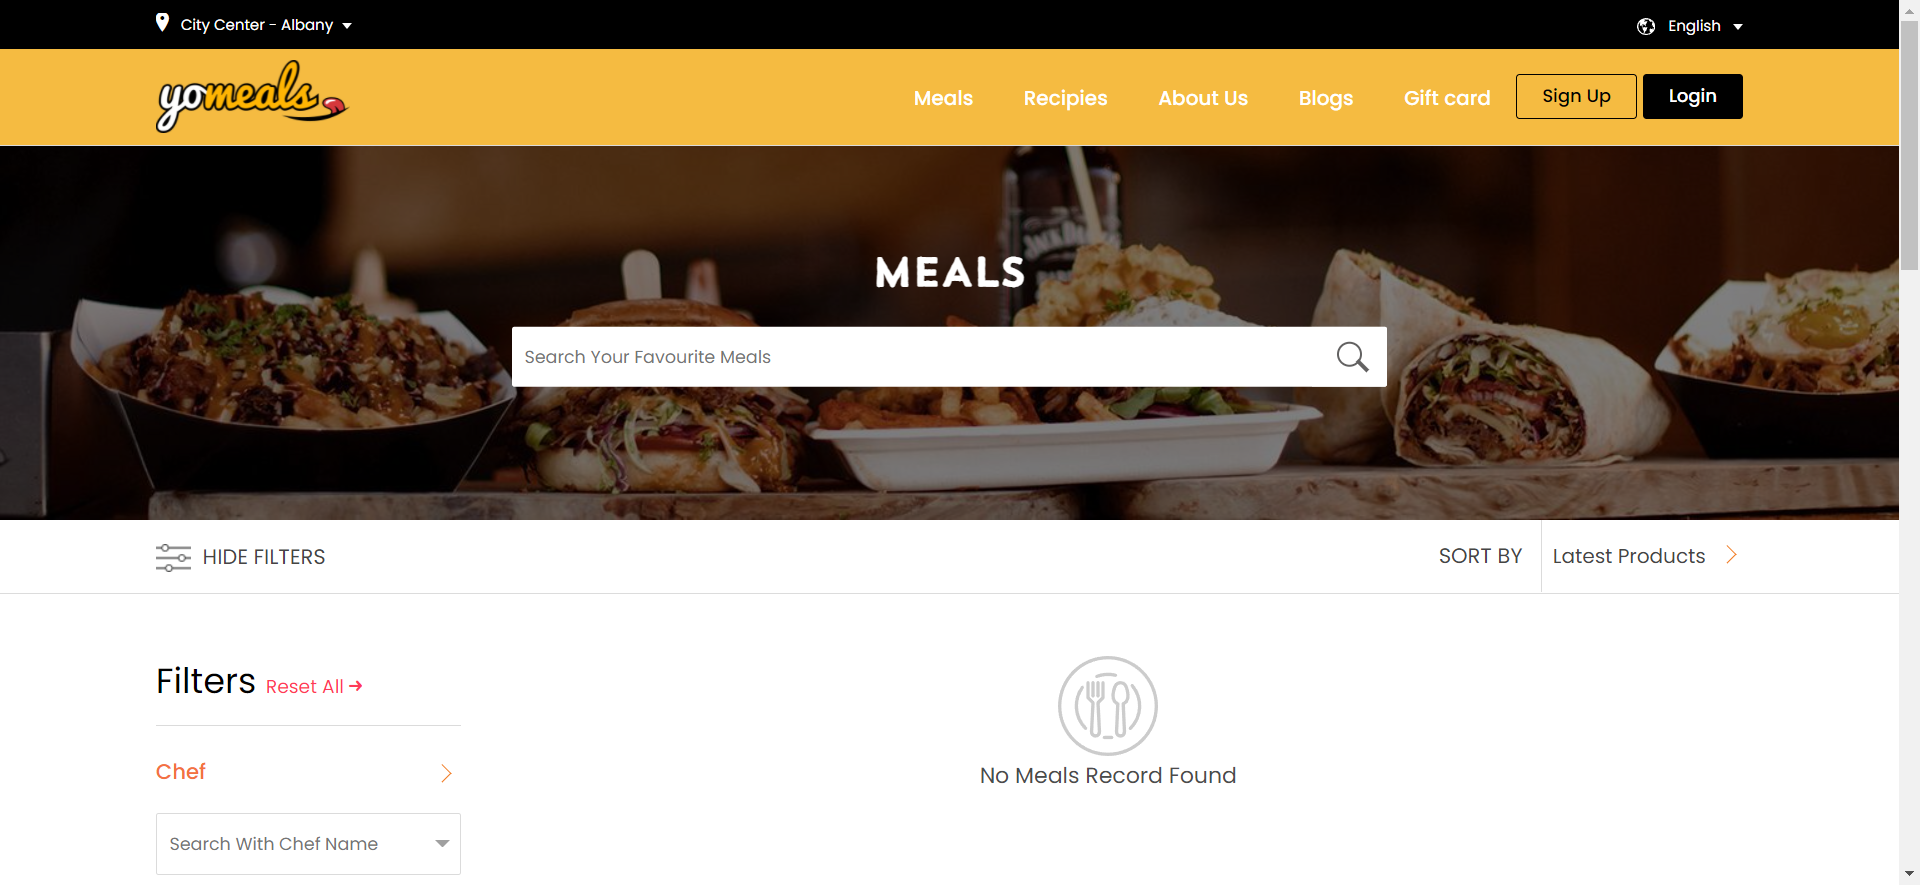 City Center - Albany
English
yomeals
Meals
Recipies
About Us
Blogs
Gift card
Sign Up
Login
MEALS
Search Your Favourite Meals
HIDE FILTERS
SORT BY
Latest Products
Filters
Reset All
Chef
No Meals Record Found
Search With Chef Name